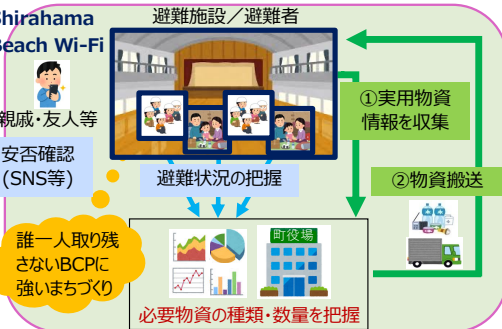 Shirahama
Beach Wi-Fi
避難施設／避難者
親戚・友人等
安否確認
(SNS等)
避難状況の把握
①実用物資
情報を収集
②物資搬送
誰一人取り残
さないBCPに
強いまちづくり
町役場
必要物資の種類・数量を把握